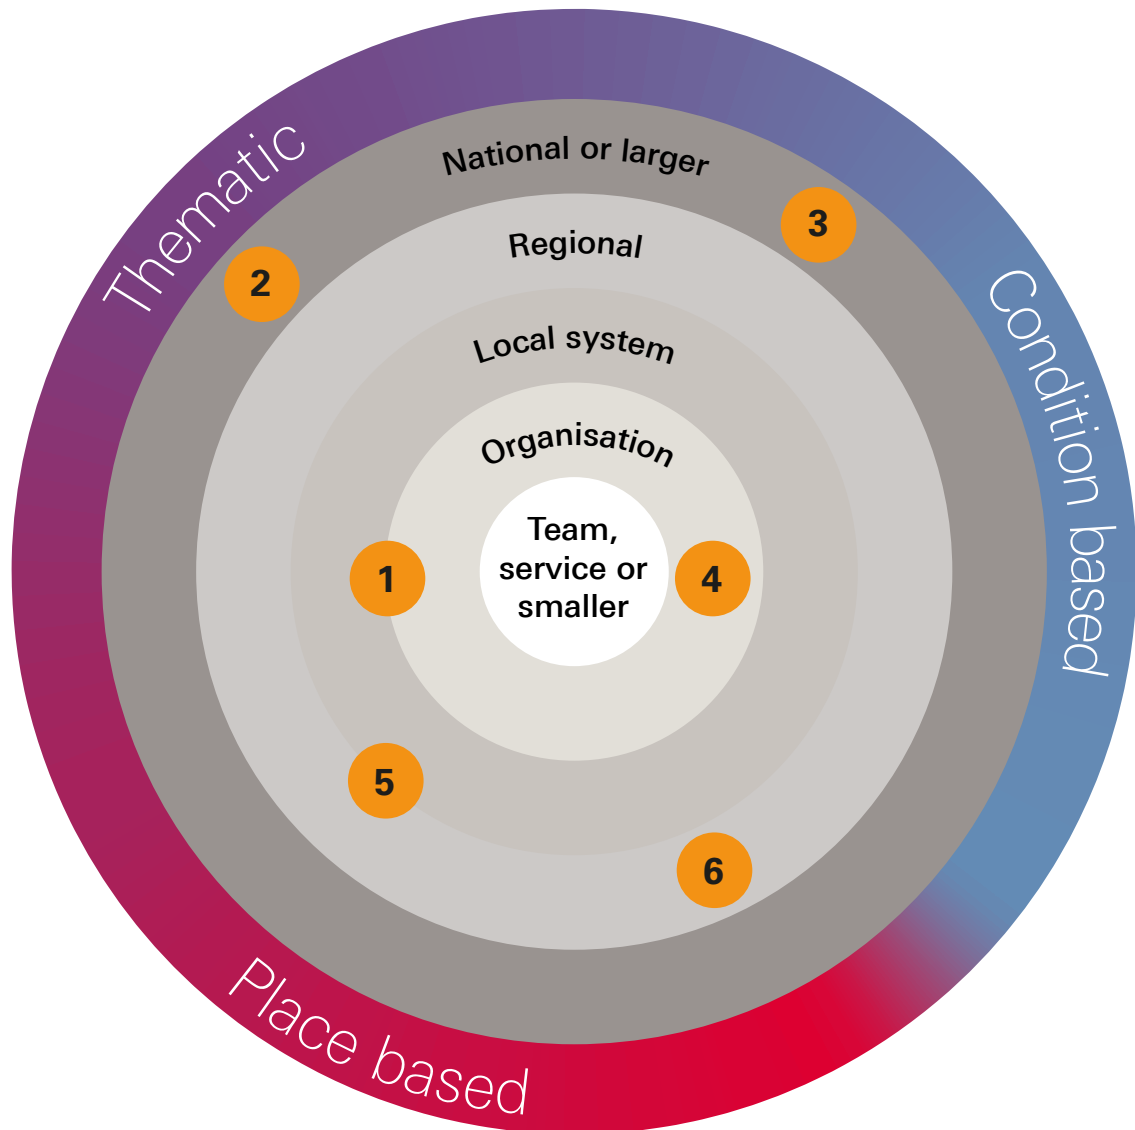 Thematic
National or larger
3
Regional
2
Condition based
Local system
Organisation
Team,
service or
smaller
1
4
5
6
Place based